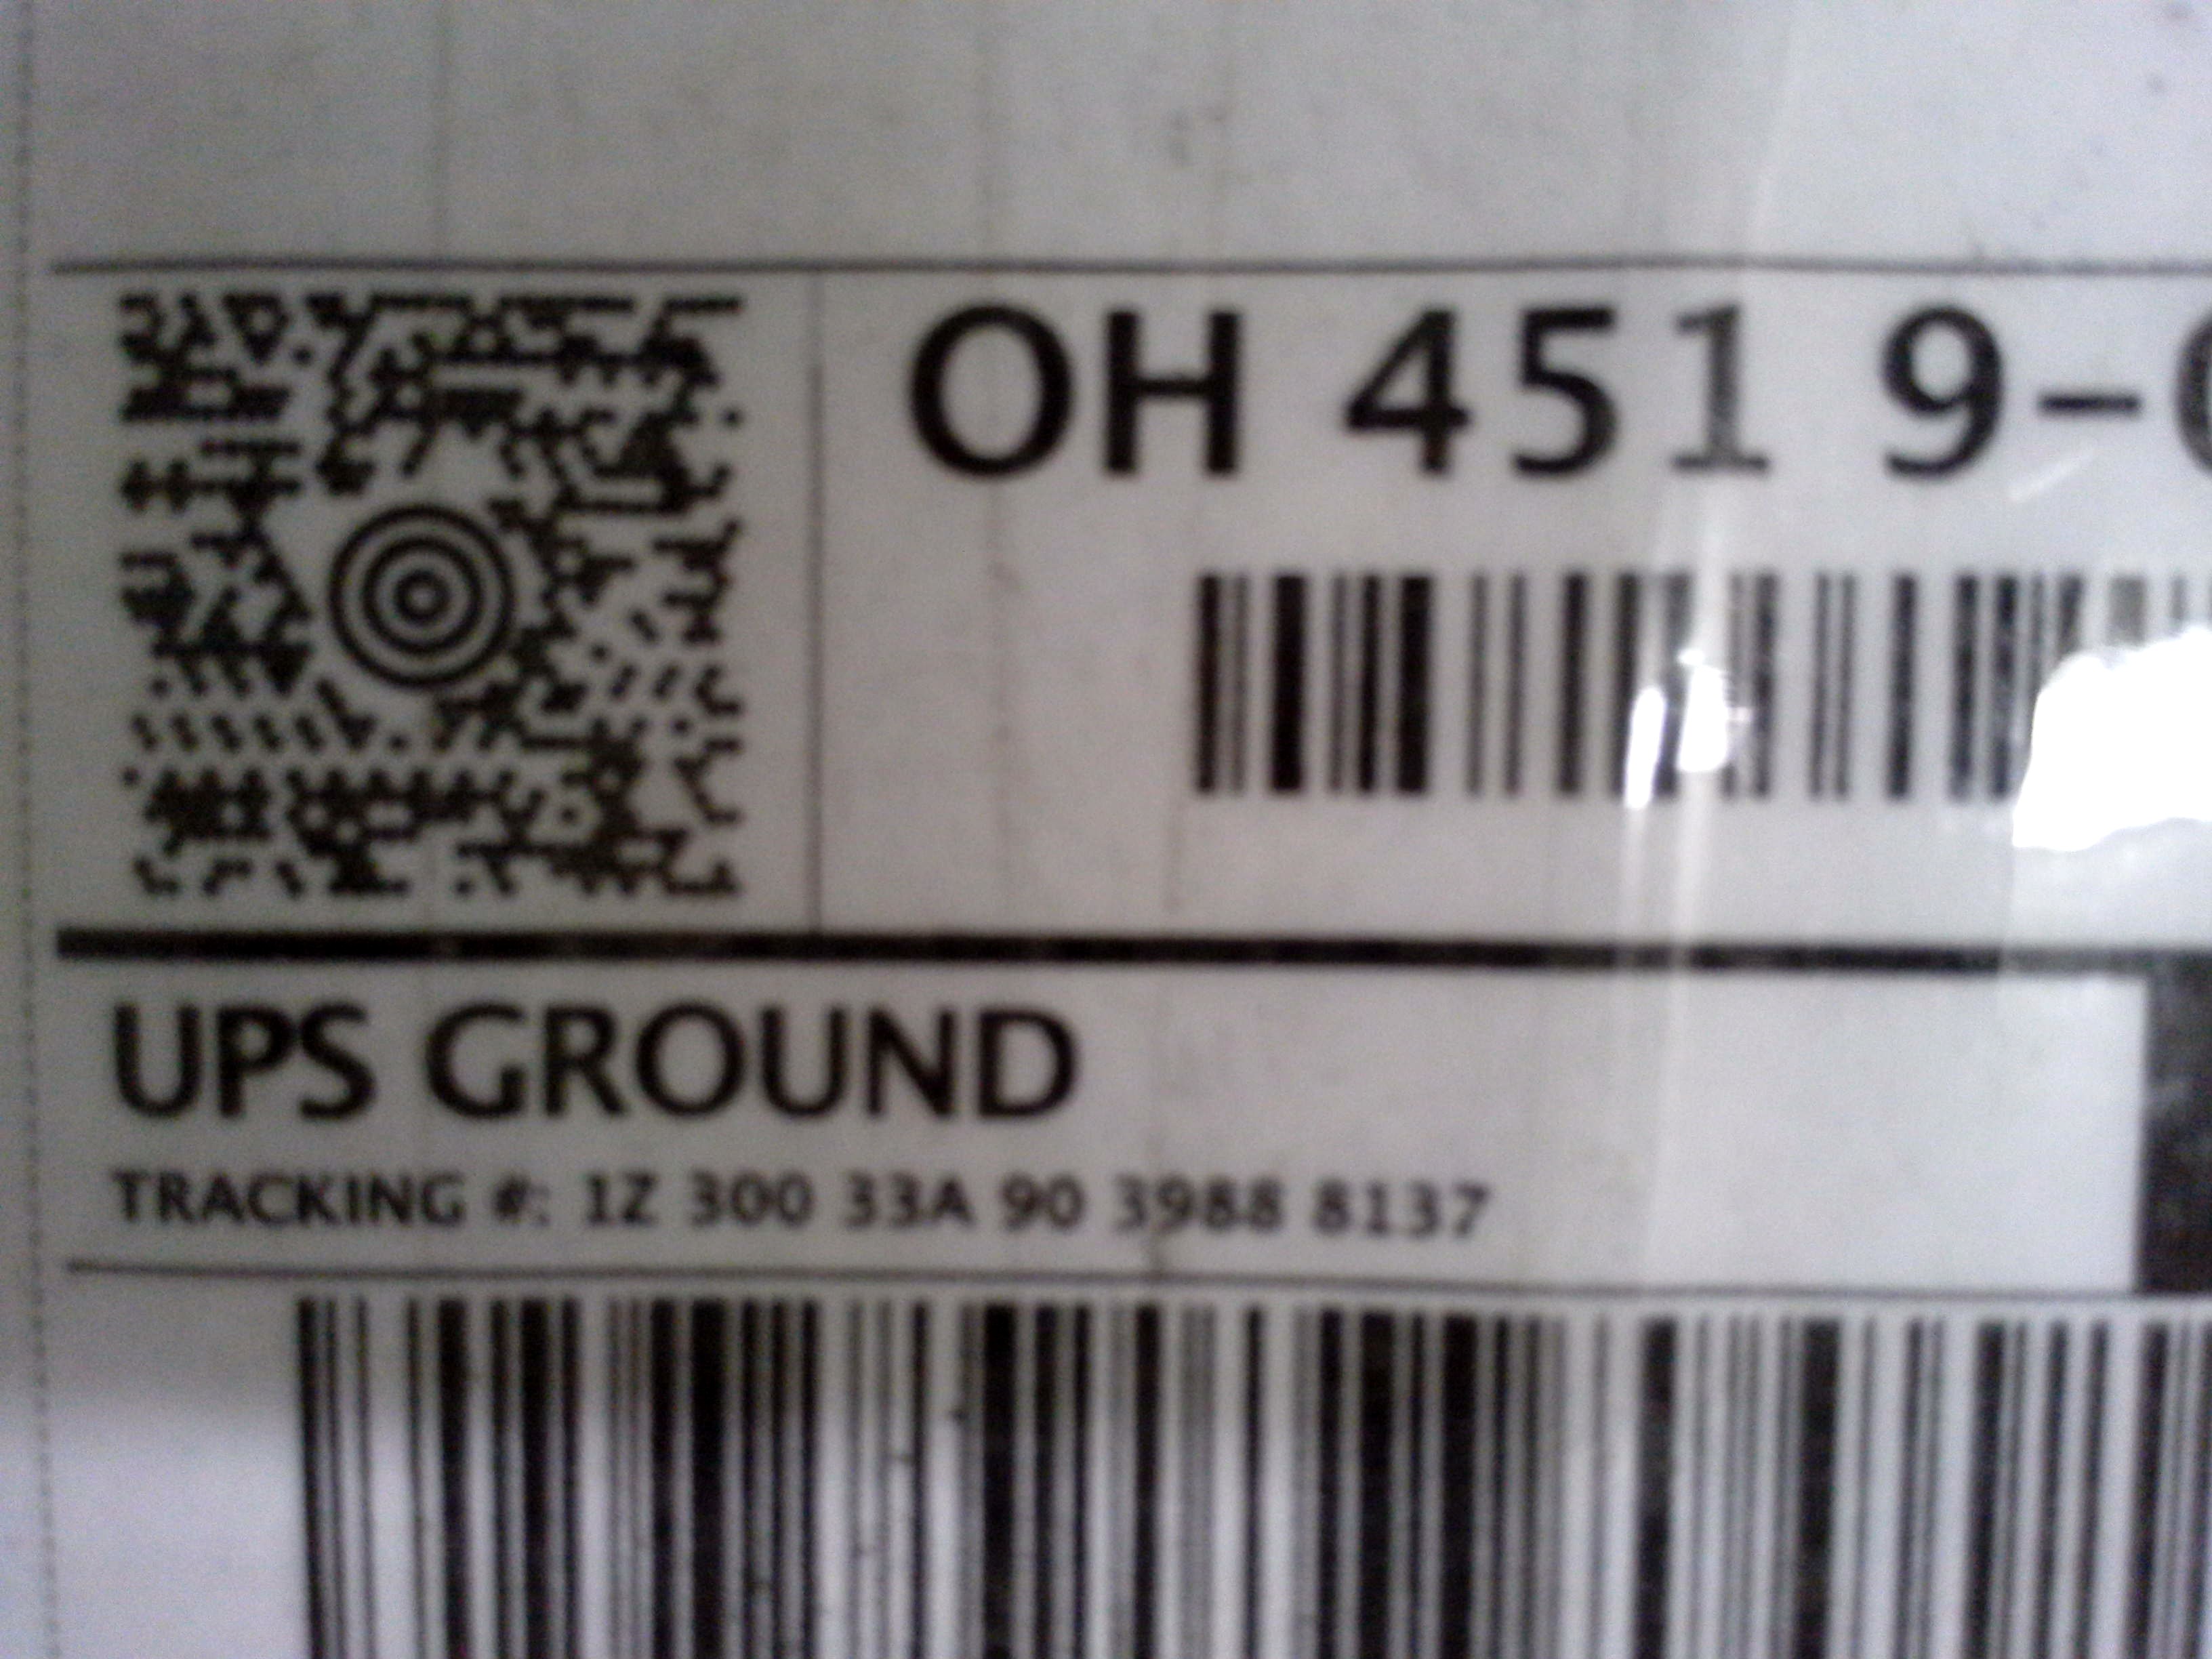 OH 451 9-
UPS GROUND
TRACKING #: 1Z 300 33A 90 3988 8137